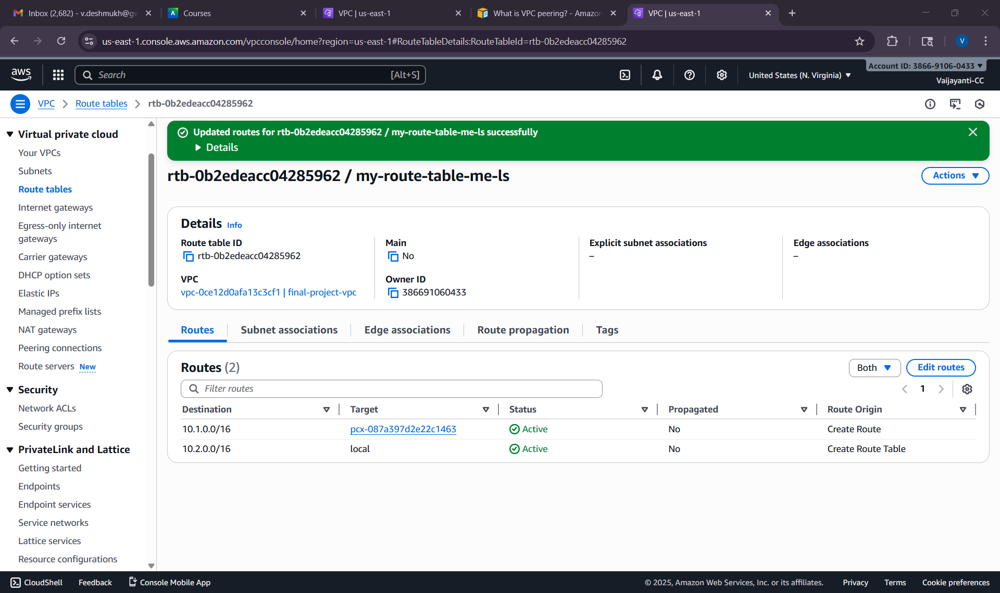 Inbox (2,682) - v.deshmukh@gw
Courses
VPC | us-east-1
What is VPC peering? - Amazon
VPC | us-east-1
us-east-1.console.aws.amazon.com/vpcconsole/home?region=us-east-1#RouteTableDetails:RouteTableId=rtb-0b2edeacc04285962
V
aws
Search
[Alt+S]
United States (N. Virginia)
Account ID: 3866-9106-0433
Vaijayanti-CC
VPC
Route tables
rtb-0b2edeacc04285962
Virtual private cloud
Your VPCs
Subnets
Route tables
Internet gateways
Egress-only internet
gateways
Carrier gateways
DHCP option sets
Elastic IPs
Managed prefix lists
NAT gateways
Peering connections
Route servers New
Security
Network ACLs
Security groups
PrivateLink and Lattice
Getting started
Endpoints
Endpoint services
Service networks
Lattice services
Resource configurations
Updated routes for rtb-0b2edeacc04285962 / my-route-table-me-ls successfully
Details
rtb-0b2edeacc04285962 / my-route-table-me-ls
Actions
Details Info
Route table ID
rtb-0b2edeacc04285962
Main
No
Explicit subnet associations
–
Edge associations
–
VPC
vpc-0ce12d0afa13c3cf1 | final-project-vpc
Owner ID
386691060433
Routes
Subnet associations
Edge associations
Route propagation
Tags
Routes (2)
Both
Edit routes
Filter routes
1
Destination Target Status Propagated Route Origin
10.1.0.0/16 pcx-087a397d2e22c1463 Active No Create Route
10.2.0.0/16 local Active No Create Route Table
CloudShell
Feedback
Console Mobile App
© 2025, Amazon Web Services, Inc. or its affiliates.
Privacy
Terms
Cookie preferences